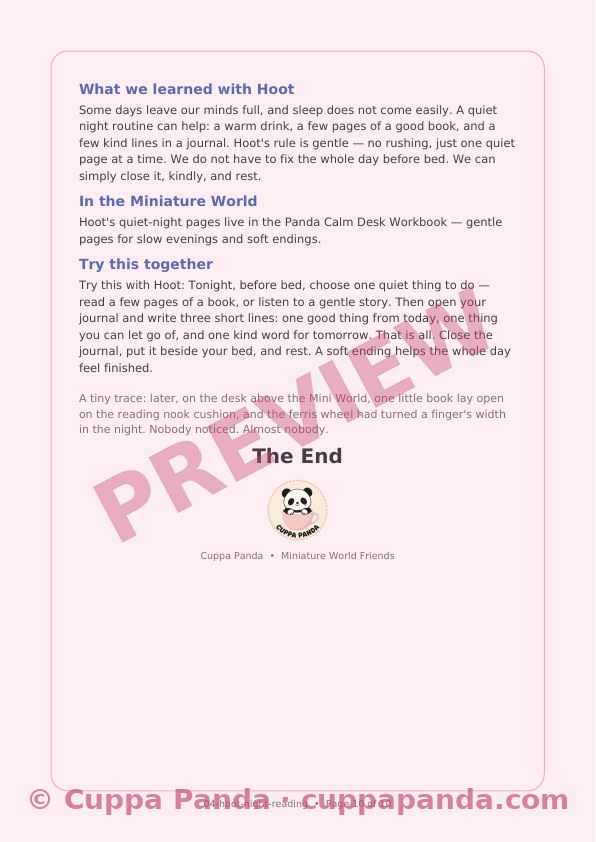 What we learned with Hoot
Some days leave our minds full, and sleep does not come easily. A quiet
night routine can help: a warm drink, a few pages of a good book, and a
few kind lines in a journal. Hoot's rule is gentle — no rushing, just one quiet
page at a time. We do not have to fix the whole day before bed. We can
simply close it, kindly, and rest.
In the Miniature World
Hoot's quiet-night pages live in the Panda Calm Desk Workbook — gentle
pages for slow evenings and soft endings.
Try this together
Try this with Hoot: Tonight, before bed, choose one quiet thing to do —
read a few pages of a book, or listen to a gentle story. Then open your
journal and write three short lines: one good thing from today, one thing
you can let go of, and one kind word for tomorrow. That is all. Close the
journal, put it beside your bed, and rest. A soft ending helps the whole day
feel finished.
A tiny trace: later, on the desk above the Mini World, one little book lay open
on the reading nook cushion, and the ferris wheel had turned a finger's width
in the night. Nobody noticed. Almost nobody.
PREVIEW
The End
CUPPA PANDA
Cuppa Panda • Miniature World Friends
© Cuppa Panda · cuppapanda.com
04-hoot-night-reading • Page 10 of 10